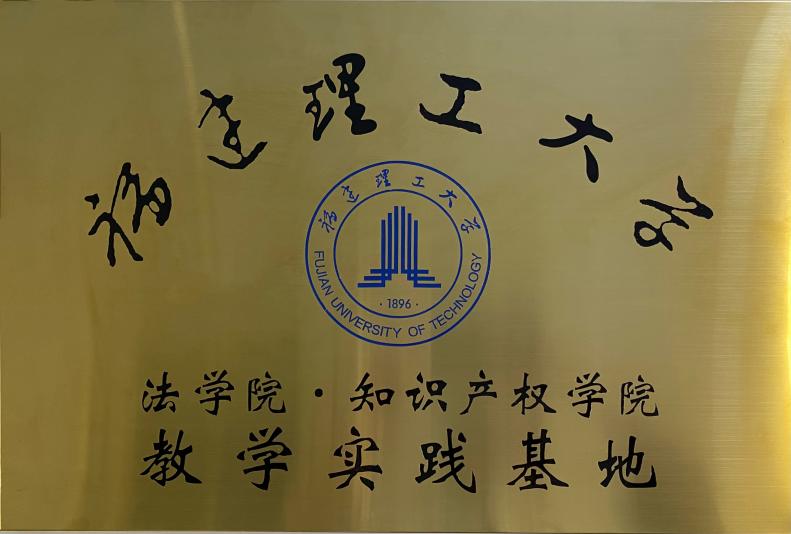 福建理工大学
福建理工大学
· 1896 ·
FUJIAN UNIVERSITY OF TECHNOLOGY
法学院·知识产权学院
教学实践基地